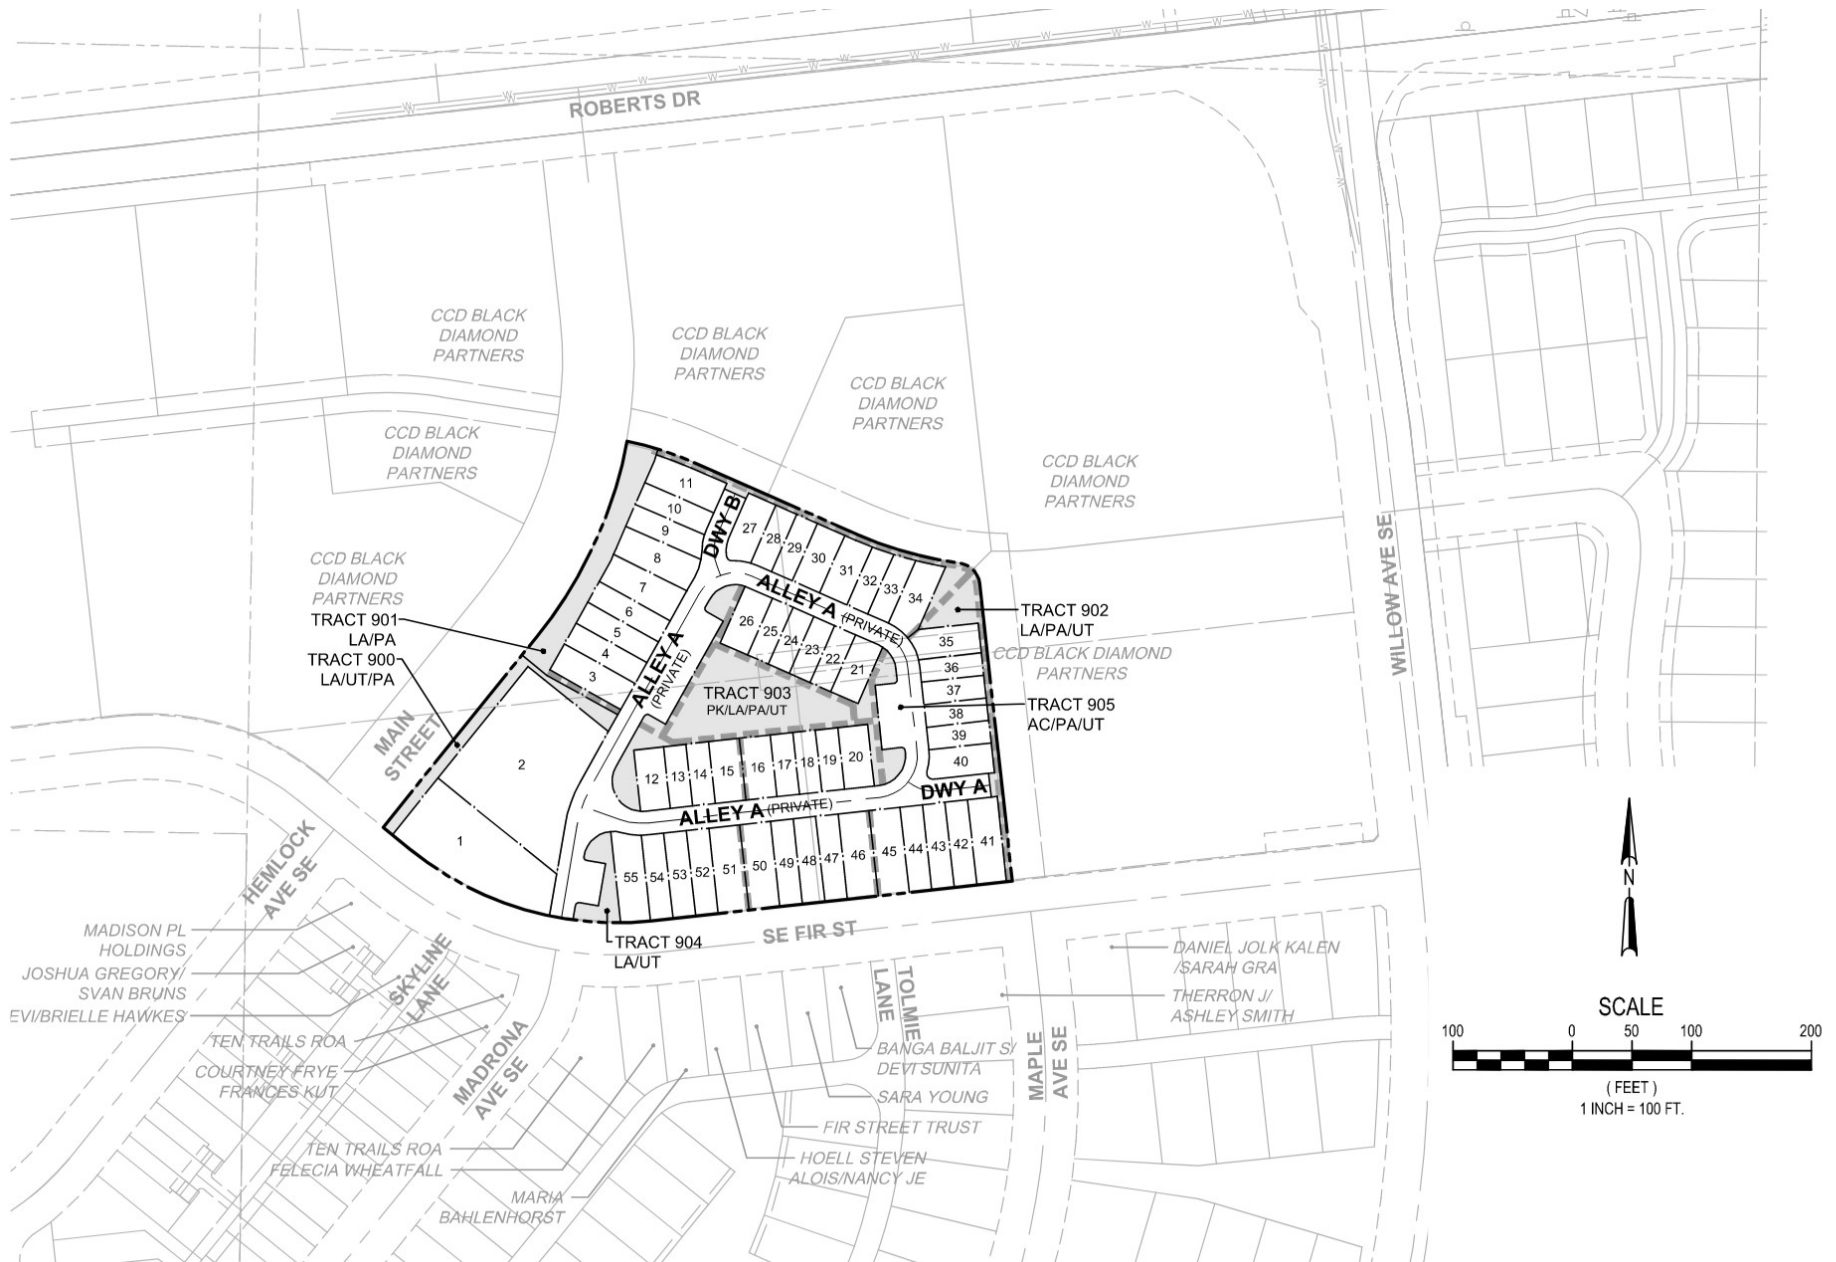 ROBERTS DR
CCD BLACK
DIAMOND
PARTNERS
CCD BLACK
DIAMOND
PARTNERS
CCD BLACK
DIAMOND
PARTNERS
CCD BLACK
DIAMOND
PARTNERS
CCD BLACK
DIAMOND
PARTNERS
CCD BLACK
DIAMOND
PARTNERS
CCD BLACK DIAMOND
PARTNERS
WILLOW AVE SE
TRACT 901
LA/PA
TRACT 900
LA/UT/PA
TRACT 902
LA/PA/UT
TRACT 903
PK/LA/PA/UT
TRACT 905
AC/PA/UT
TRACT 904
LA/UT
DWY B
ALLEY A (PRIVATE)
ALLEY A
(PRIVATE)
ALLEY A (PRIVATE)
DWY A
11
10
9
8
7
6
5
4
3
2
1
27
28
29
30
31
32
33
34
26
25
24
23
22
21
35
36
37
38
39
40
12
13
14
15
16
17
18
19
20
55
54
53
52
51
50
49
48
47
46
45
44
43
42
41
MAIN
STREET
HEMLOCK
AVE SE
SE FIR ST
SKYLINE
LANE
MADRONA
AVE SE
TOLMIE
LANE
MAPLE
AVE SE
MADISON PL
HOLDINGS
JOSHUA GREGORY/
SVAN BRUNS
EVI/BRIELLE HAWKES
TEN TRAILS ROA
COURTNEY FRYE
FRANCES KUT
TEN TRAILS ROA
FELECIA WHEATFALL
MARIA
BAHLENHORST
DANIEL JOLK KALEN
/SARAH GRA
THERRON J/
ASHLEY SMITH
BANGA BALJIT S/
DEVI SUNITA
SARA YOUNG
FIR STREET TRUST
HOELL STEVEN
ALOIS/NANCY JE
N
SCALE
100 0 50 100 200
( FEET )
1 INCH = 100 FT.